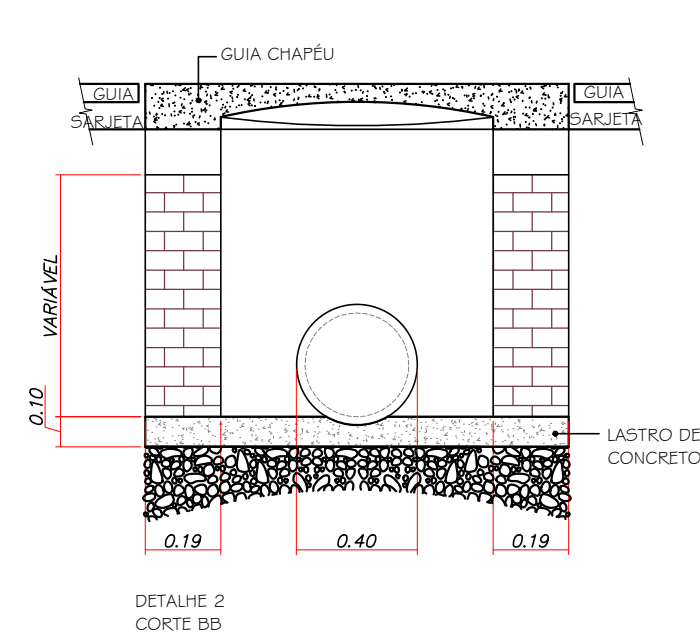 GUIA CHAPÉU
GUIA
GUIA
SARJETA
SARJETA
VARIÁVEL
0.10
LASTRO DE
CONCRETO
0.19
0.40
0.19
DETALHE 2
CORTE BB